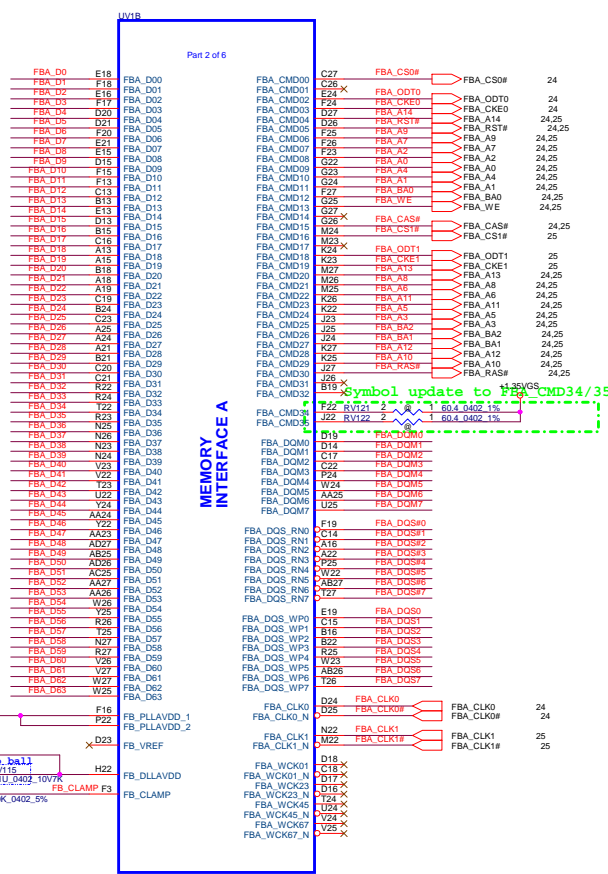 UV1B
Part 2 of 6
FBA_D0 E18 FBA_D00
FBA_D1 F18 FBA_D01
FBA_D2 E16 FBA_D02
FBA_D3 F17 FBA_D03
FBA_D4 D20 FBA_D04
FBA_D5 D21 FBA_D05
FBA_D6 F20 FBA_D06
FBA_D7 E21 FBA_D07
FBA_D8 E15 FBA_D08
FBA_D9 D15 FBA_D09
FBA_D10 F15 FBA_D10
FBA_D11 F13 FBA_D11
FBA_D12 C13 FBA_D12
FBA_D13 B13 FBA_D13
FBA_D14 E13 FBA_D14
FBA_D15 D13 FBA_D15
FBA_D16 B15 FBA_D16
FBA_D17 C16 FBA_D17
FBA_D18 A13 FBA_D18
FBA_D19 A15 FBA_D19
FBA_D20 B18 FBA_D20
FBA_D21 A18 FBA_D21
FBA_D22 A19 FBA_D22
FBA_D23 C19 FBA_D23
FBA_D24 B24 FBA_D24
FBA_D25 C23 FBA_D25
FBA_D26 A25 FBA_D26
FBA_D27 A24 FBA_D27
FBA_D28 A21 FBA_D28
FBA_D29 B21 FBA_D29
FBA_D30 C20 FBA_D30
FBA_D31 C21 FBA_D31
FBA_D32 R22 FBA_D32
FBA_D33 R24 FBA_D33
FBA_D34 T22 FBA_D34
FBA_D35 R23 FBA_D35
FBA_D36 N25 FBA_D36
FBA_D37 N26 FBA_D37
FBA_D38 N23 FBA_D38
FBA_D39 N24 FBA_D39
FBA_D40 V23 FBA_D40
FBA_D41 V22 FBA_D41
FBA_D42 T23 FBA_D42
FBA_D43 U22 FBA_D43
FBA_D44 Y24 FBA_D44
FBA_D45 AA24 FBA_D45
FBA_D46 Y22 FBA_D46
FBA_D47 AA23 FBA_D47
FBA_D48 AD27 FBA_D48
FBA_D49 AB25 FBA_D49
FBA_D50 AD26 FBA_D50
FBA_D51 AC25 FBA_D51
FBA_D52 AA27 FBA_D52
FBA_D53 AA26 FBA_D53
FBA_D54 W26 FBA_D54
FBA_D55 Y25 FBA_D55
FBA_D56 R26 FBA_D56
FBA_D57 T25 FBA_D57
FBA_D58 N27 FBA_D58
FBA_D59 R27 FBA_D59
FBA_D60 V26 FBA_D60
FBA_D61 V27 FBA_D61
FBA_D62 W27 FBA_D62
FBA_D63 W25 FBA_D63
F16 FB_PLLAVDD_1
P22 FB_PLLAVDD_2
D23 FB_VREF
ball
H22 FB_DLLAVDD
FB_CLAMP F3 FB_CLAMP
MEMORY
INTERFACE A
FBA_CMD00 C27 FBA_CS0# FBA_CS0# 24
FBA_CMD01 C26
FBA_CMD02 E24 FBA_ODT0 FBA_ODT0 24
FBA_CMD03 F24 FBA_CKE0 FBA_CKE0 24
FBA_CMD04 D27 FBA_A14 FBA_A14 24,25
FBA_CMD05 D26 FBA_RST# FBA_RST# 24,25
FBA_CMD06 F25 FBA_A9 FBA_A9 24,25
FBA_CMD07 F26 FBA_A7 FBA_A7 24,25
FBA_CMD08 F23 FBA_A2 FBA_A2 24,25
FBA_CMD09 G22 FBA_A0 FBA_A0 24,25
FBA_CMD10 G23 FBA_A4 FBA_A4 24,25
FBA_CMD11 G24 FBA_A1 FBA_A1 24,25
FBA_CMD12 F27 FBA_BA0 FBA_BA0 24,25
FBA_CMD13 G25 FBA_WE FBA_WE 24,25
FBA_CMD14 G27
FBA_CMD15 G26 FBA_CAS# FBA_CAS# 24,25
FBA_CMD16 M24 FBA_CS1# FBA_CS1# 25
FBA_CMD17 M23
FBA_CMD18 K24 FBA_ODT1 FBA_ODT1 25
FBA_CMD19 K23 FBA_CKE1 FBA_CKE1 25
FBA_CMD20 M27 FBA_A13 FBA_A13 24,25
FBA_CMD21 M26 FBA_A8 FBA_A8 24,25
FBA_CMD22 M25 FBA_A6 FBA_A6 24,25
FBA_CMD23 K26 FBA_A11 FBA_A11 24,25
FBA_CMD24 K22 FBA_A5 FBA_A5 24,25
FBA_CMD25 J23 FBA_A3 FBA_A3 24,25
FBA_CMD26 J25 FBA_BA2 FBA_BA2 24,25
FBA_CMD27 J24 FBA_BA1 FBA_BA1 24,25
FBA_CMD28 K27 FBA_A12 FBA_A12 24,25
FBA_CMD29 K25 FBA_A10 FBA_A10 24,25
FBA_CMD30 J27 FBA_RAS# FBA_RAS# 24,25
FBA_CMD31 J26
FBA_CMD32 B19
+1.35VGS
Symbol update to FBA_CMD34/35
FBA_CMD34 F22 RV121 2 @ 1 60.4_0402_1%
FBA_CMD35 J22 RV122 2 @ 1 60.4_0402_1%
FBA_DQM0 D19 FBA_DQM0
FBA_DQM1 D14 FBA_DQM1
FBA_DQM2 C17 FBA_DQM2
FBA_DQM3 C22 FBA_DQM3
FBA_DQM4 P24 FBA_DQM4
FBA_DQM5 W24 FBA_DQM5
FBA_DQM6 AA25 FBA_DQM6
FBA_DQM7 U25 FBA_DQM7
FBA_DQS_RN0 F19 FBA_DQS#0
FBA_DQS_RN1 C14 FBA_DQS#1
FBA_DQS_RN2 A16 FBA_DQS#2
FBA_DQS_RN3 A22 FBA_DQS#3
FBA_DQS_RN4 P25 FBA_DQS#4
FBA_DQS_RN5 W22 FBA_DQS#5
FBA_DQS_RN6 AB27 FBA_DQS#6
FBA_DQS_RN7 T27 FBA_DQS#7
FBA_DQS_WP0 E19 FBA_DQS0
FBA_DQS_WP1 C15 FBA_DQS1
FBA_DQS_WP2 B16 FBA_DQS2
FBA_DQS_WP3 B22 FBA_DQS3
FBA_DQS_WP4 R25 FBA_DQS4
FBA_DQS_WP5 W23 FBA_DQS5
FBA_DQS_WP6 AB26 FBA_DQS6
FBA_DQS_WP7 T26 FBA_DQS7
FBA_CLK0 D24 FBA_CLK0 FBA_CLK0 24
FBA_CLK0_N D25 FBA_CLK0# FBA_CLK0# 24
FBA_CLK1 N22 FBA_CLK1 FBA_CLK1 25
FBA_CLK1_N M22 FBA_CLK1# FBA_CLK1# 25
FBA_WCK01 D18
FBA_WCK01_N C18
FBA_WCK23 D17
FBA_WCK23_N D16
FBA_WCK45 T24
FBA_WCK45_N U24
FBA_WCK67 V24
FBA_WCK67_N V25